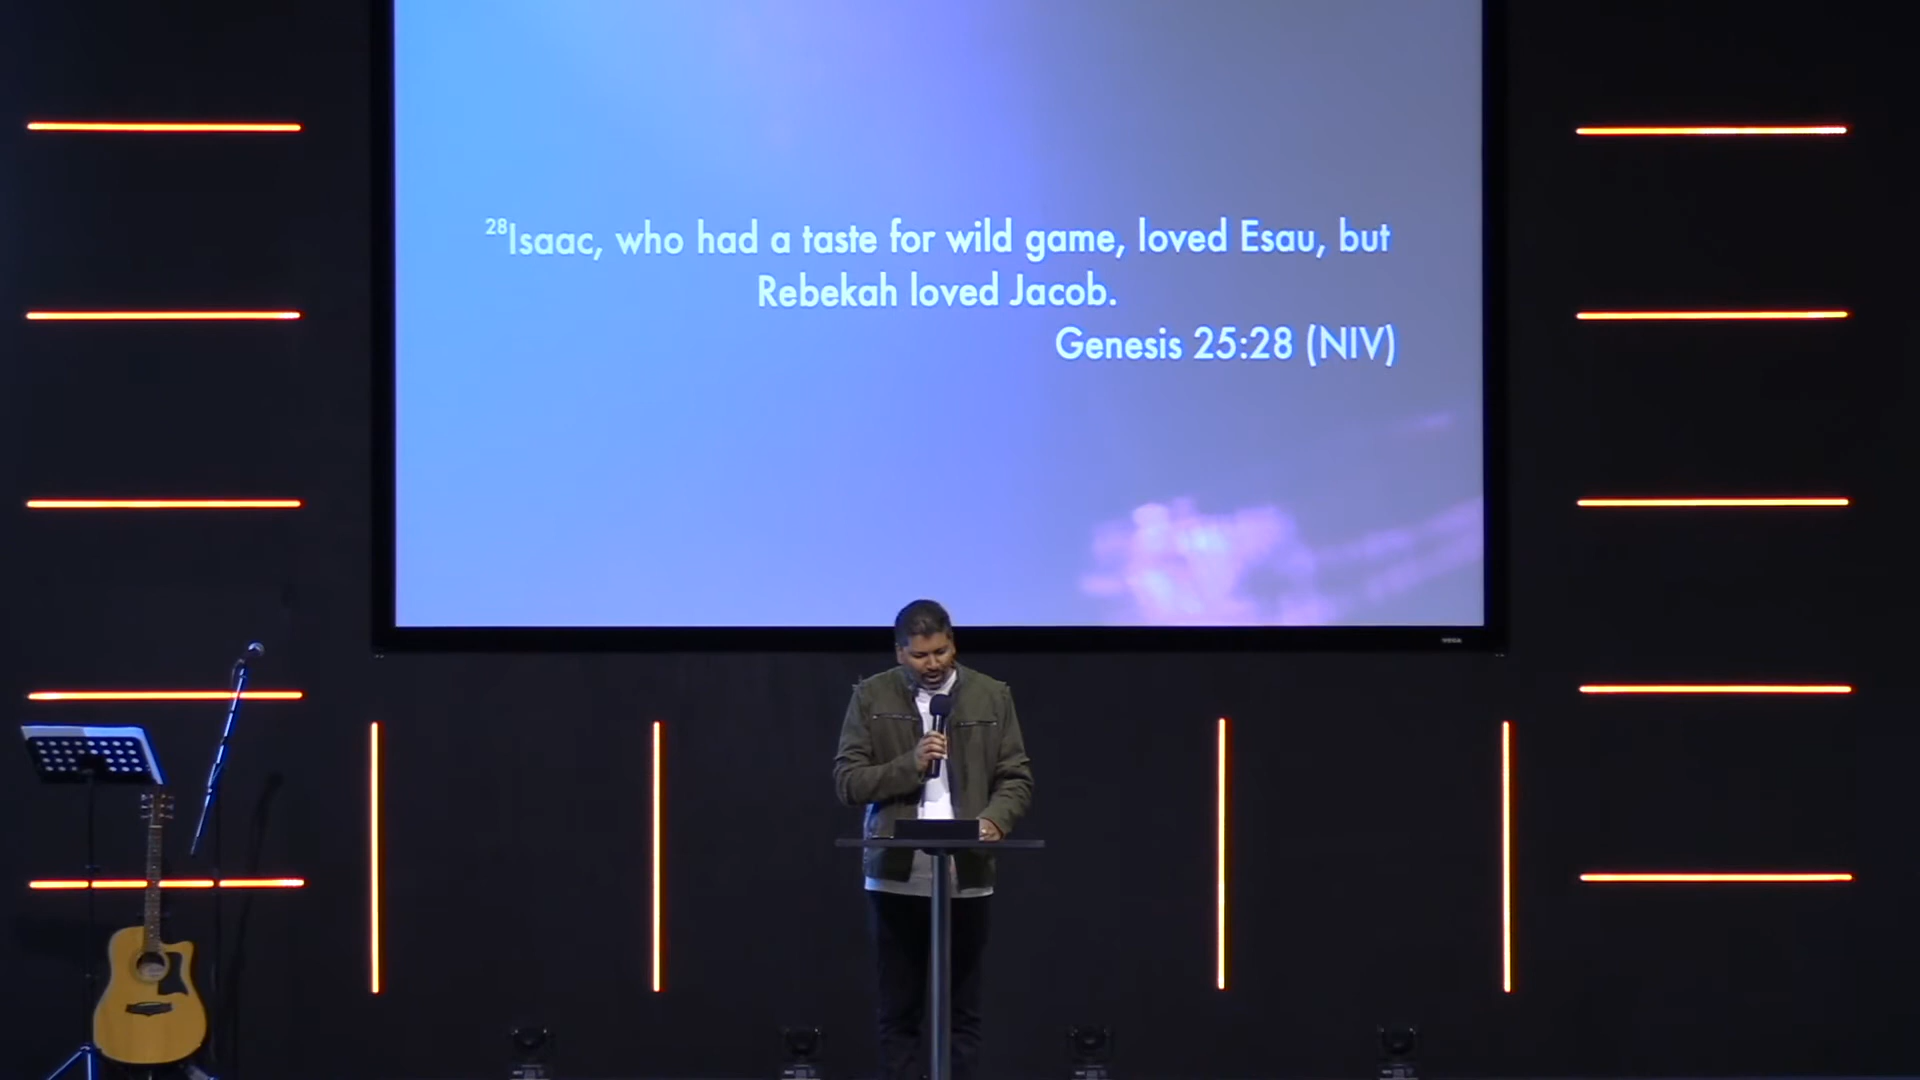 ²⁸Isaac, who had a taste for wild game, loved Esau, but
Rebekah loved Jacob.
Genesis 25:28 (NIV)